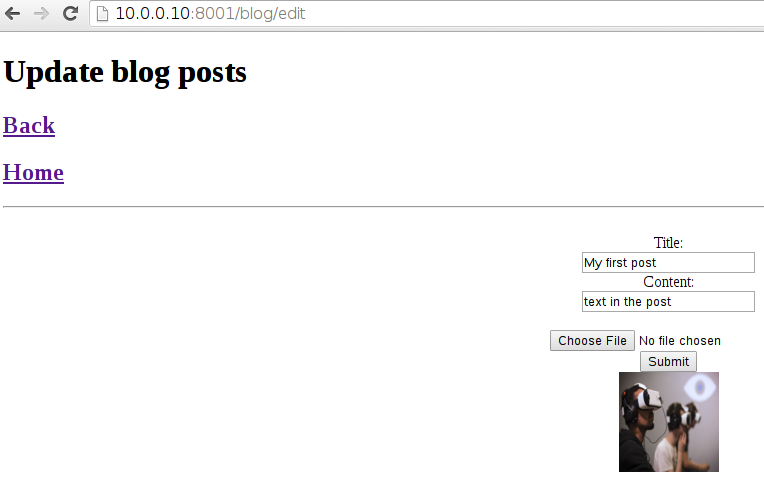 10.0.0.10:8001/blog/edit
Update blog posts
Back
Home
Title:
My first post
Content:
text in the post
Choose File No file chosen
Submit